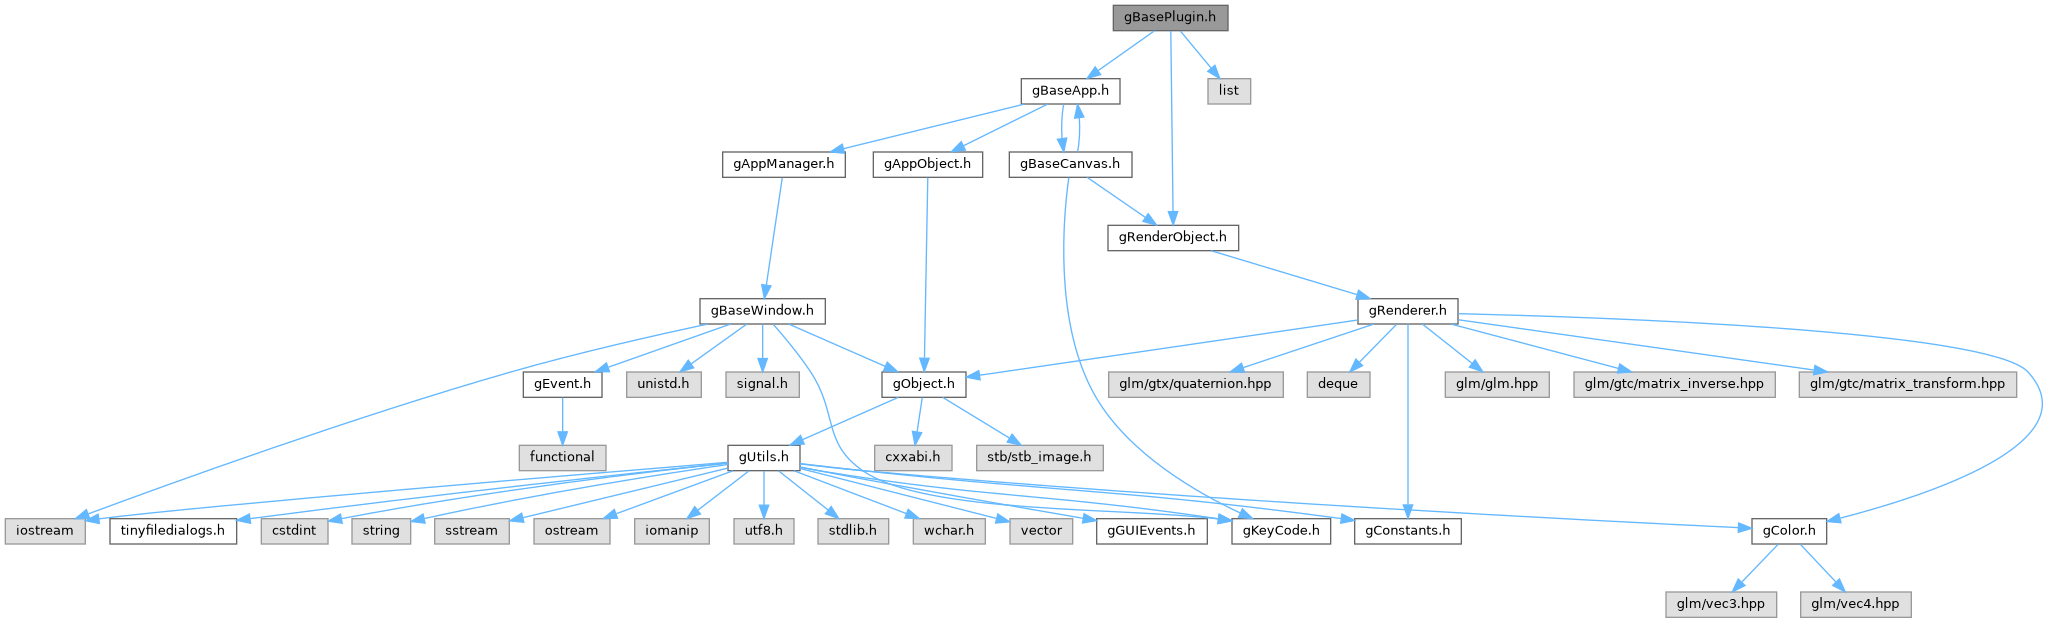 gBasePlugin.h
gBaseApp.h
list
gAppManager.h
gAppObject.h
gBaseCanvas.h
gRenderObject.h
gBaseWindow.h
gRenderer.h
gEvent.h
unistd.h
signal.h
gObject.h
glm/gtx/quaternion.hpp
deque
glm/glm.hpp
glm/gtc/matrix_inverse.hpp
glm/gtc/matrix_transform.hpp
functional
gUtils.h
cxxabi.h
stb/stb_image.h
iostream
tinyfiledialogs.h
cstdint
string
sstream
ostream
iomanip
utf8.h
stdlib.h
wchar.h
vector
gGUIEvents.h
gKeyCode.h
gConstants.h
gColor.h
glm/vec3.hpp
glm/vec4.hpp